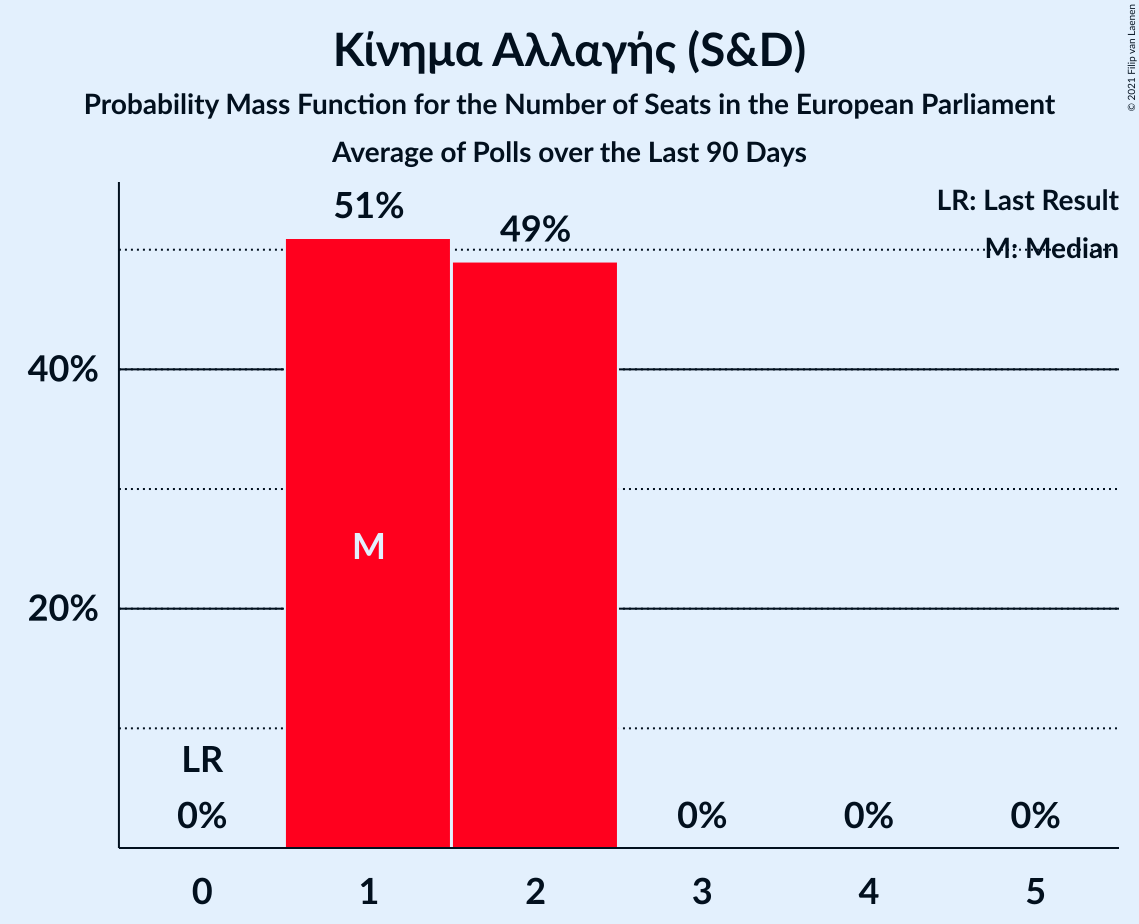 Κίνημα Αλλαγής (S&D)
Probability Mass Function for the Number of Seats in the European Parliament
Average of Polls over the Last 90 Days
© 2021 Filip van Laenen
LR: Last Result
M: Median
51%
49%
40%
20%
M
LR
0%
0%
0%
0%
0 1 2 3 4 5